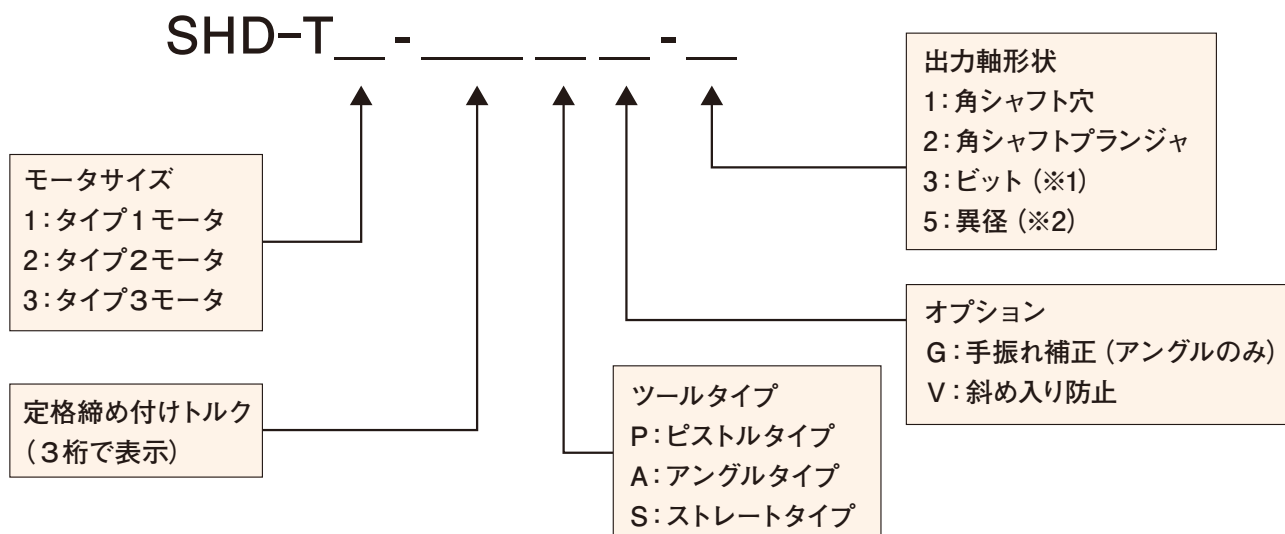 SHD-T__ - ____ __ __ - __
モータサイズ
1:タイプ1モータ
2:タイプ2モータ
3:タイプ3モータ
定格締め付けトルク
(3桁で表示)
ツールタイプ
P:ピストルタイプ
A:アングルタイプ
S:ストレートタイプ
オプション
G:手振れ補正(アングルのみ)
V:斜め入り防止
出力軸形状
1:角シャフト穴
2:角シャフトプランジャ
3:ビット(※1)
5:異径(※2)